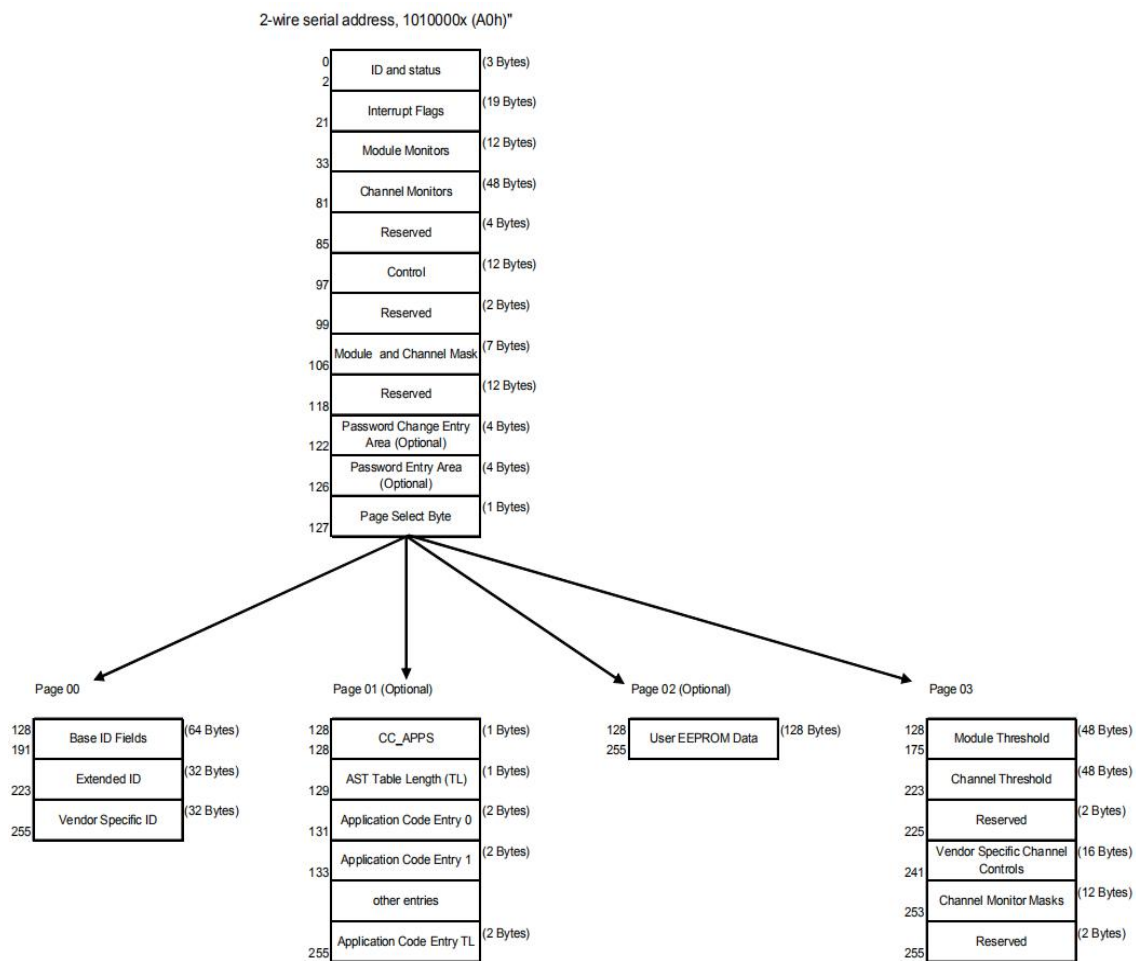 2-wire serial address, 1010000x (A0h)"
0
ID and status
(3 Bytes)
2
Interrupt Flags
(19 Bytes)
21
Module Monitors
(12 Bytes)
33
Channel Monitors
(48 Bytes)
81
Reserved
(4 Bytes)
85
Control
(12 Bytes)
97
Reserved
(2 Bytes)
99
Module and Channel Mask
(7 Bytes)
106
Reserved
(12 Bytes)
118
Password Change Entry
Area (Optional)
(4 Bytes)
122
Password Entry Area
(Optional)
(4 Bytes)
126
Page Select Byte
(1 Bytes)
127
Page 00
128
Base ID Fields
(64 Bytes)
191
Extended ID
(32 Bytes)
223
Vendor Specific ID
(32 Bytes)
255
Page 01 (Optional)
128
CC_APPS
(1 Bytes)
128
AST Table Length (TL)
(1 Bytes)
129
Application Code Entry 0
(2 Bytes)
131
Application Code Entry 1
(2 Bytes)
133
other entries
Application Code Entry TL
(2 Bytes)
255
Page 02 (Optional)
128
User EEPROM Data
(128 Bytes)
255
Page 03
128
Module Threshold
(48 Bytes)
175
Channel Threshold
(48 Bytes)
223
Reserved
(2 Bytes)
225
Vendor Specific Channel
Controls
(16 Bytes)
241
Channel Monitor Masks
(12 Bytes)
253
Reserved
(2 Bytes)
255